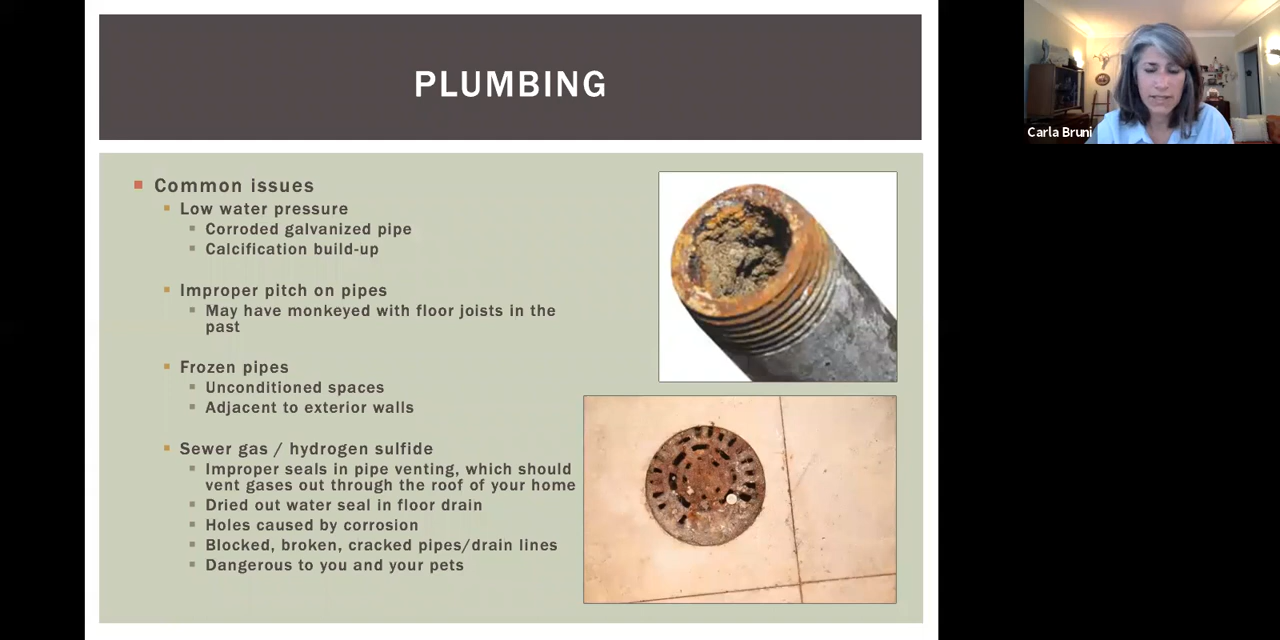 PLUMBING
Carla Bruni
Common issues
Low water pressure
Corroded galvanized pipe
Calcification build-up
Improper pitch on pipes
May have monkeyed with floor joists in the
past
Frozen pipes
Unconditioned spaces
Adjacent to exterior walls
Sewer gas / hydrogen sulfide
Improper seals in pipe venting, which should
vent gases out through the roof of your home
Dried out water seal in floor drain
Holes caused by corrosion
Blocked, broken, cracked pipes/drain lines
Dangerous to you and your pets